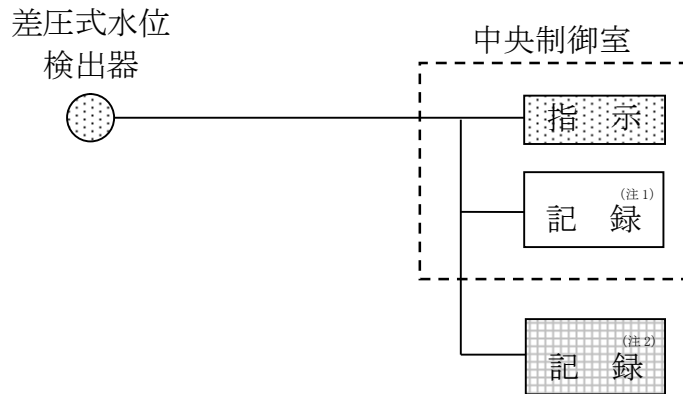 差圧式水位
検出器
中央制御室
指　示
(注1)
記　録
(注2)
記　録